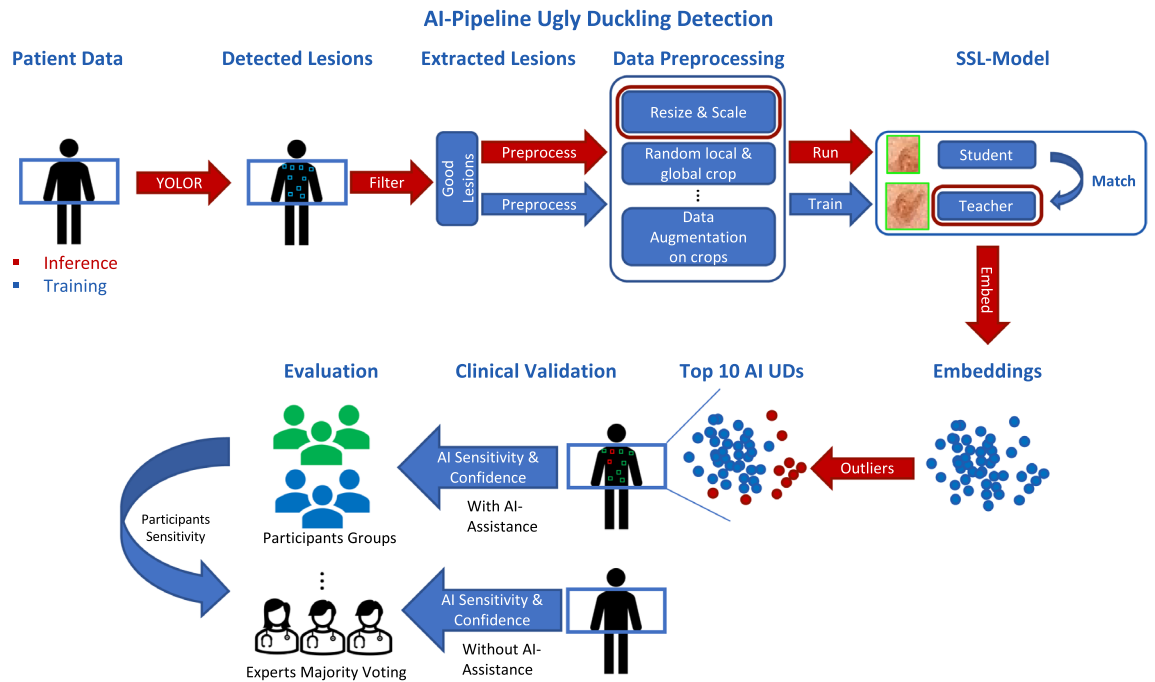 AI-Pipeline Ugly Duckling Detection
Patient Data
Detected Lesions
Extracted Lesions
Data Preprocessing
SSL-Model
YOLOR
Filter
Good
Lesions
Preprocess
Preprocess
Resize & Scale
Random local &
global crop
⋮
Data
Augmentation
on crops
Run
Train
Student
Teacher
Match
Inference
Training
Embed
Evaluation
Clinical Validation
Top 10 AI UDs
Embeddings
Outliers
AI Sensitivity &
Confidence
With AI-
Assistance
Participants
Sensitivity
Participants Groups
⋮
AI Sensitivity &
Confidence
Without AI-
Assistance
Experts Majority Voting